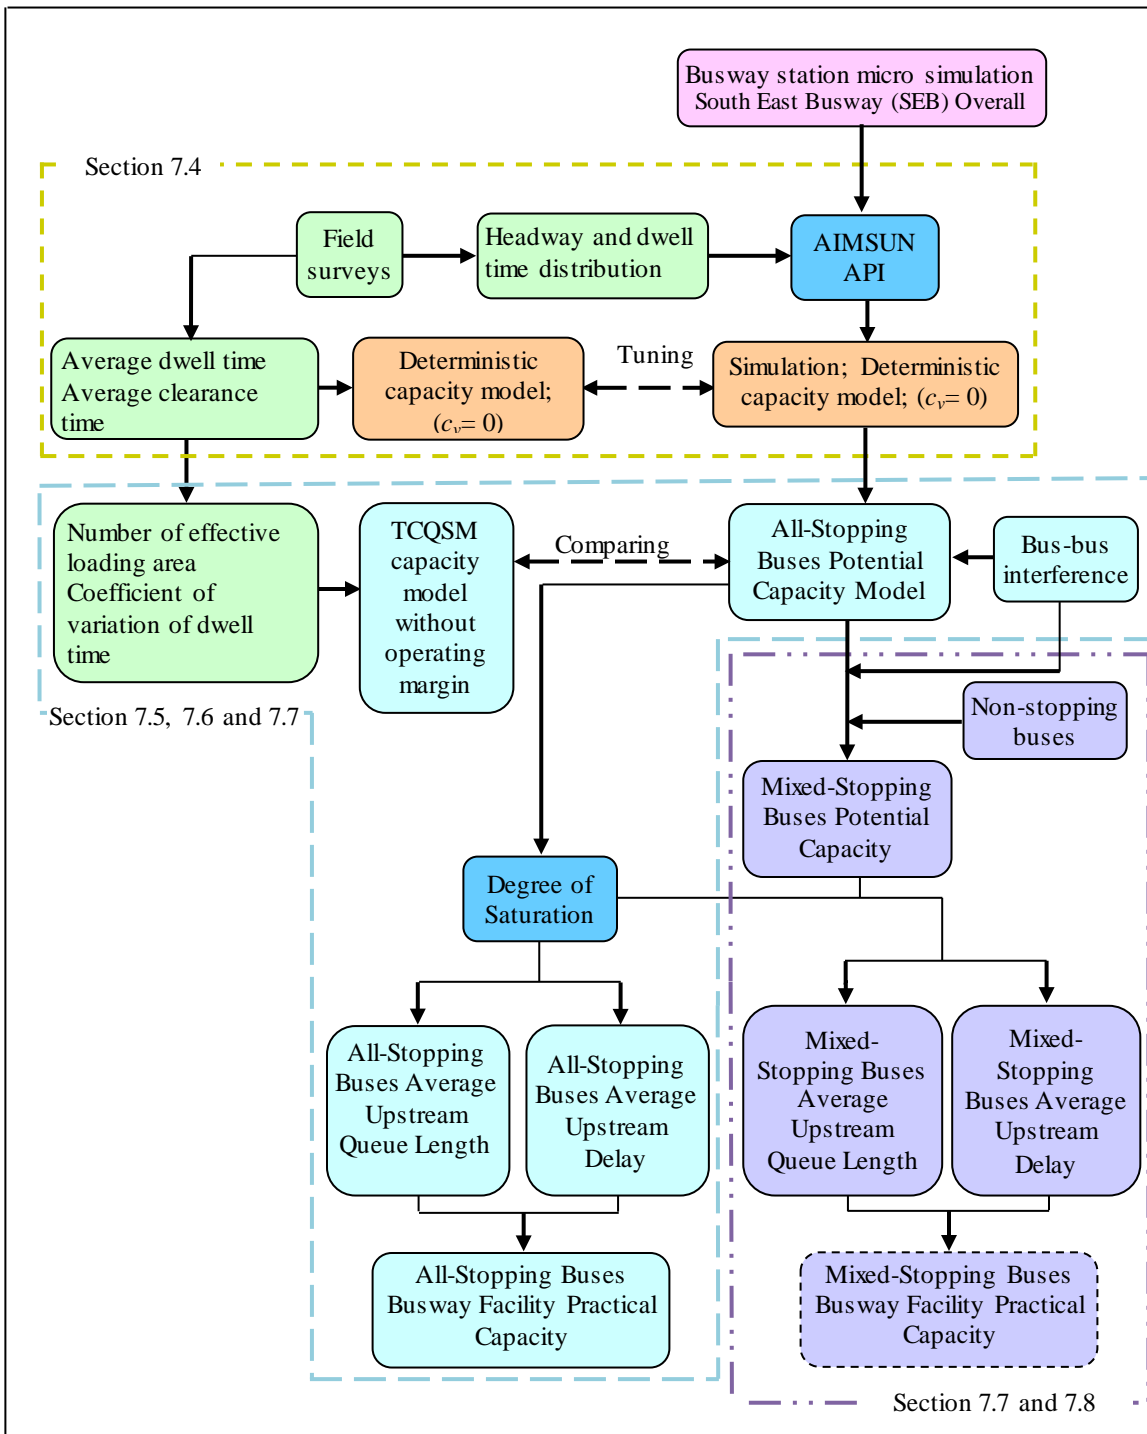 Busway station micro simulation
South East Busway (SEB) Overall
Section 7.4
Field
surveys
Headway and dwell
time distribution
AIMSUN
API
Average dwell time
Average clearance
time
Deterministic
capacity model;
(cv= 0)
Tuning
Simulation; Deterministic
capacity model; (cv= 0)
Number of effective
loading area
Coefficient of
variation of dwell
time
TCQSM
capacity
model
without
operating
margin
Comparing
All-Stopping
Buses Potential
Capacity Model
Bus-bus
interference
Section 7.5, 7.6 and 7.7
Non-stopping
buses
Mixed-Stopping
Buses Potential
Capacity
Degree of
Saturation
All-Stopping
Buses Average
Upstream
Queue Length
All-Stopping
Buses Average
Upstream
Delay
Mixed-
Stopping Buses
Average
Upstream
Queue Length
Mixed-
Stopping
Buses Average
Upstream
Delay
All-Stopping Buses
Busway Facility Practical
Capacity
Mixed-Stopping Buses
Busway Facility Practical
Capacity
Section 7.7 and 7.8